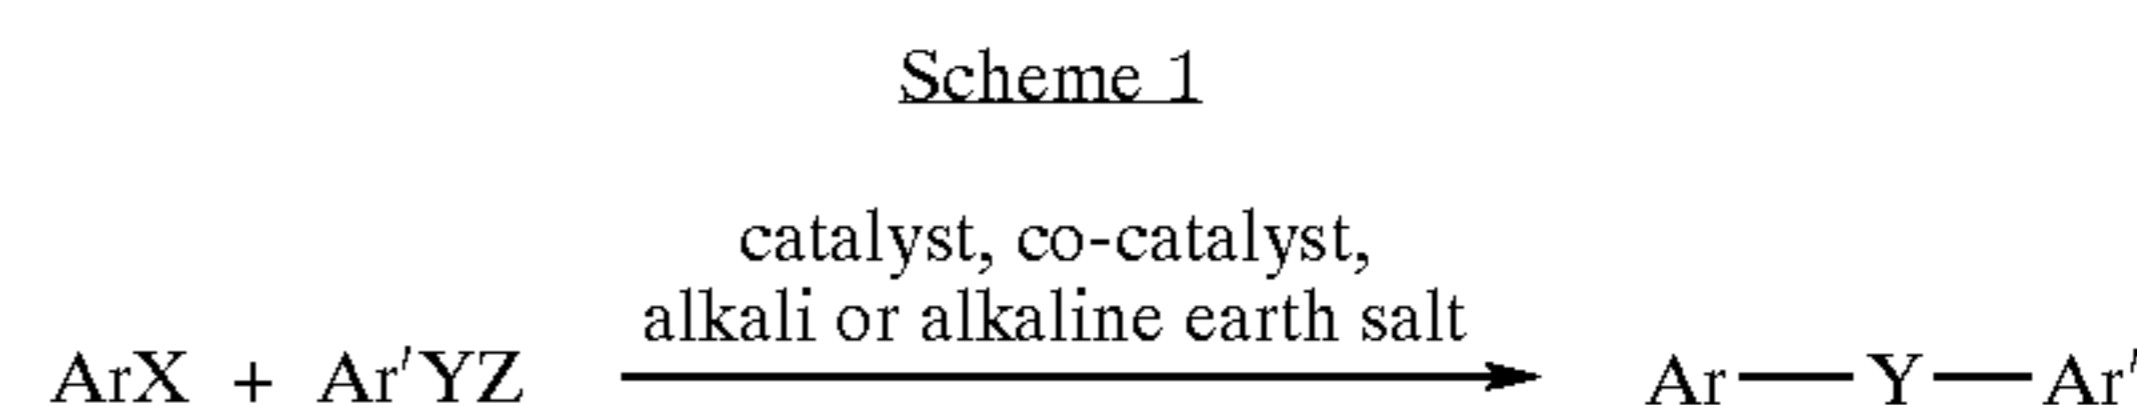 Scheme 1
catalyst, co-catalyst,
alkali or alkaline earth salt
ArX + Ar′YZ Ar—Y—Ar′